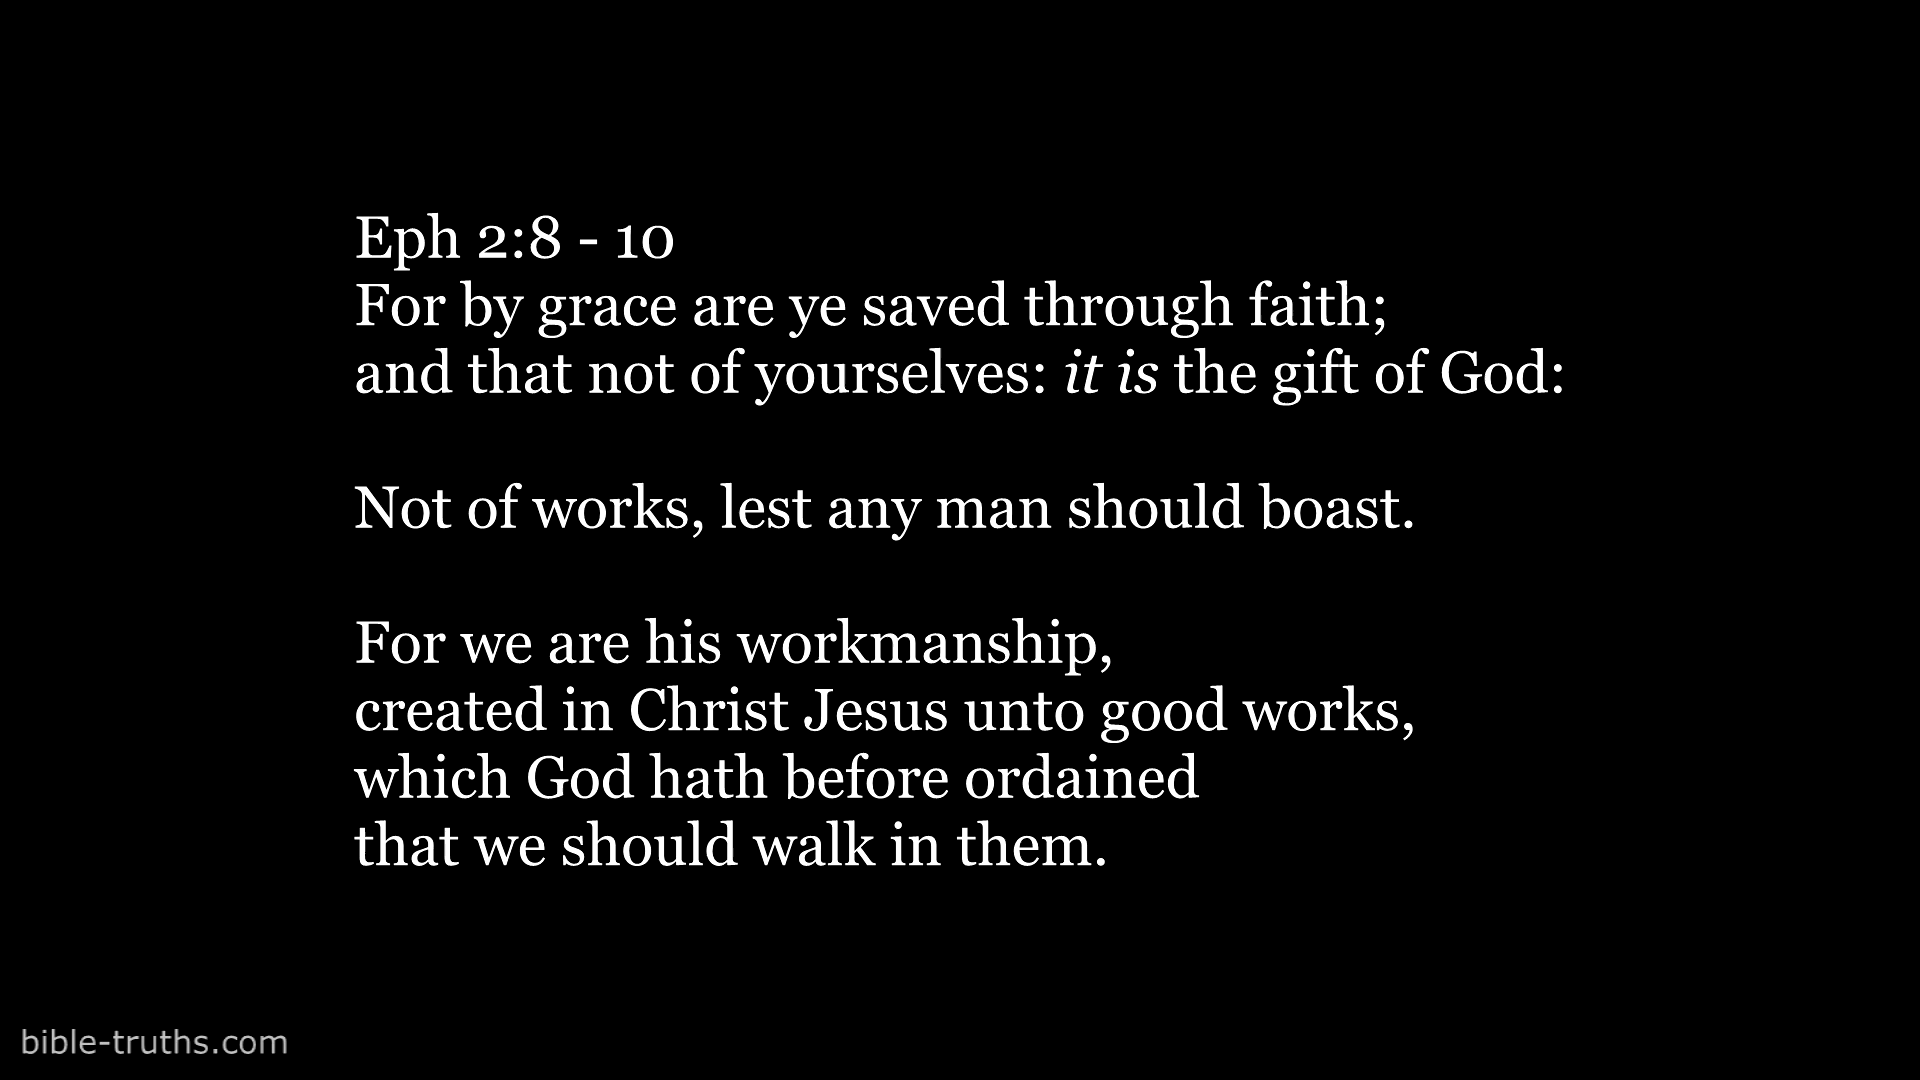 Eph 2:8 - 10
For by grace are ye saved through faith;
and that not of yourselves: it is the gift of God:
Not of works, lest any man should boast.
For we are his workmanship,
created in Christ Jesus unto good works,
which God hath before ordained
that we should walk in them.
bible-truths.com